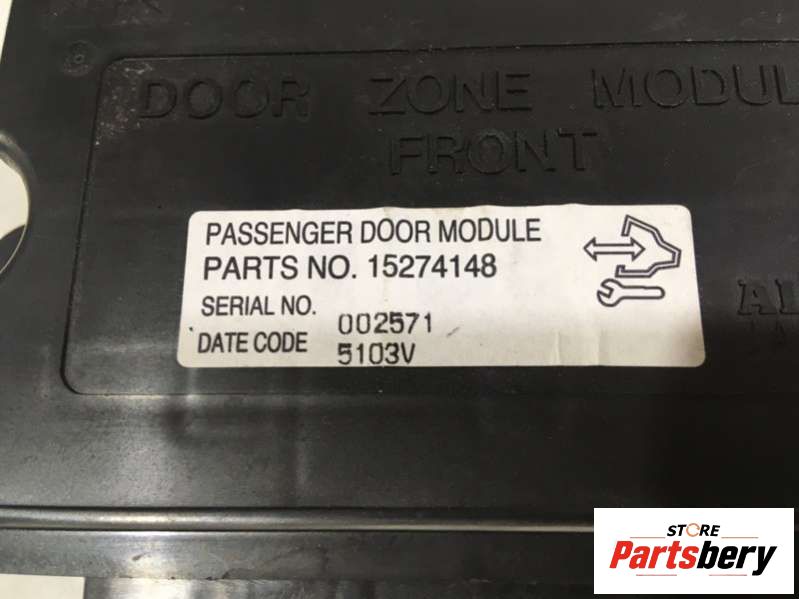 DOOR ZONE MODUL
FRONT
PASSENGER DOOR MODULE
PARTS NO. 15274148
SERIAL NO. 002571
DATE CODE 5103V
STORE
Partsbery